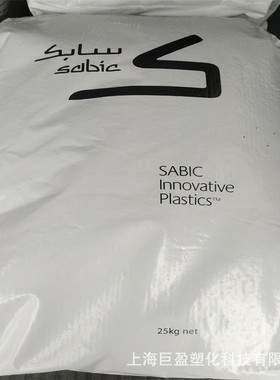 سابك
sabic
SABIC
Innovative
Plastics™
25kg net
上海巨盈塑化科技有限